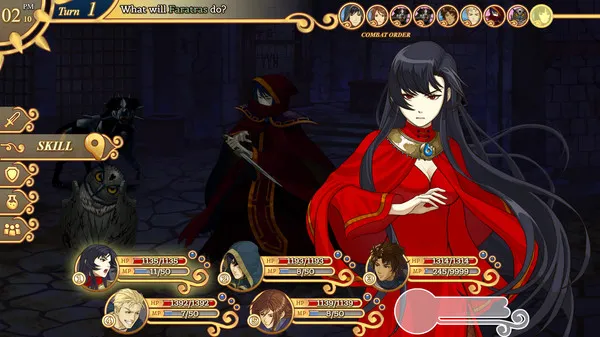 02 PM
10
Turn 1
What will Paratras do?
COMBAT ORDER
SKILL
HP 1135/1135
MP 11/50
HP 1193/1193
MP 8/50
HP 1314/1314
MP 245/9999
HP 1392/1392
MP 7/50
HP 1139/1139
MP 8/50